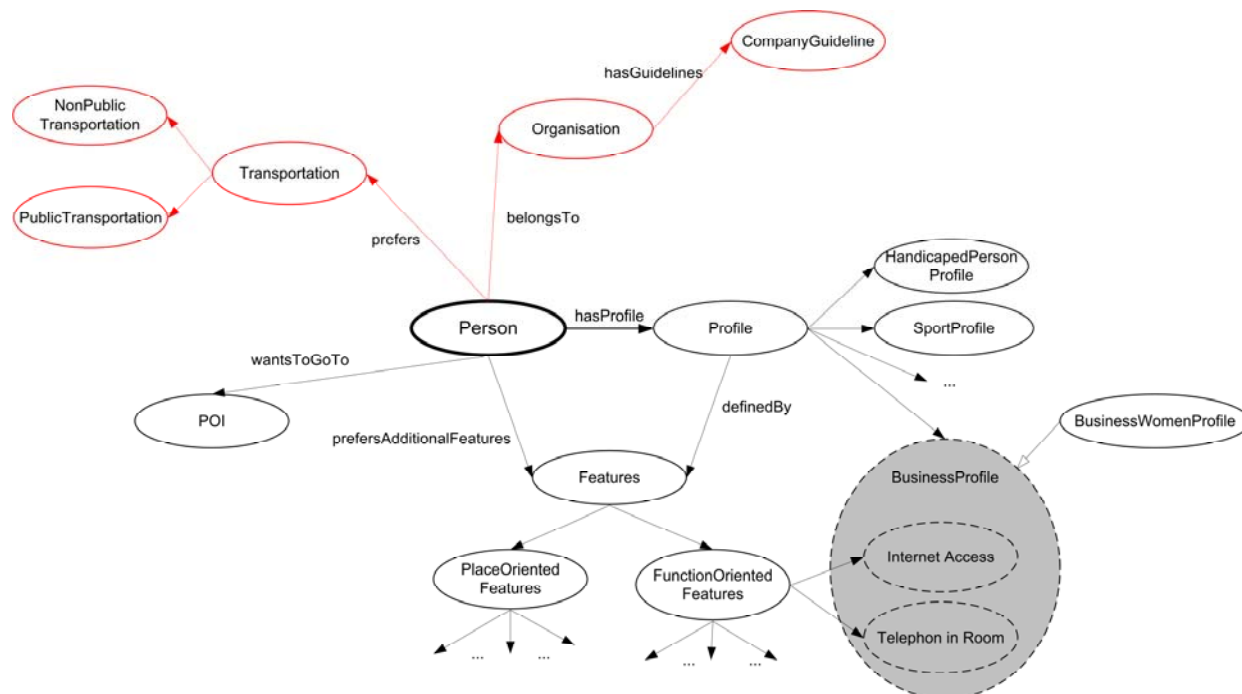 CompanyGuideline
hasGuidelines
NonPublic
Transportation
Organisation
Transportation
PublicTransportation
belongsTo
prefers
HandicapedPerson
Profile
hasProfile
Person
Profile
SportProfile
wantsToGoTo
...
definedBy
POI
BusinessWomenProfile
prefersAdditionalFeatures
Features
BusinessProfile
Internet Access
PlaceOriented
Features
FunctionOriented
Features
Telephon in Room
... ...
... ...